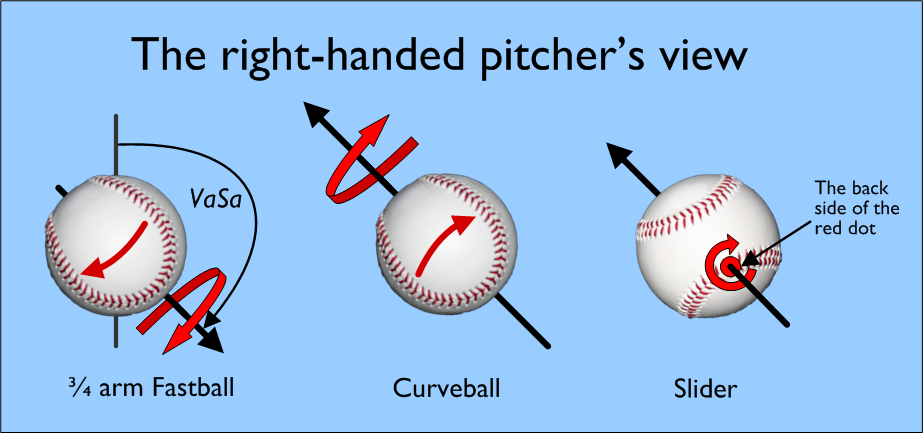 The right-handed pitcher’s view
VaSa
The back
side of the
red dot
¾ arm Fastball
Curveball
Slider